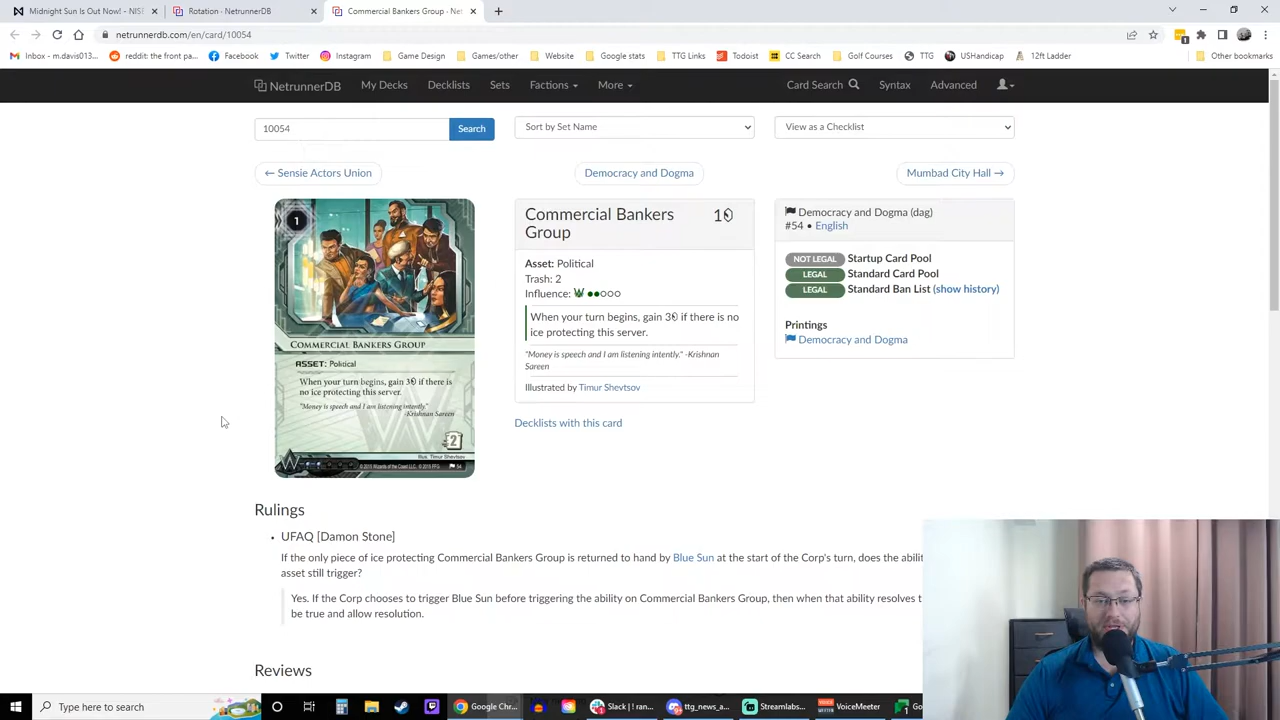 Midnight Sun Is Out Now! - NIS
Rotation · NetrunnerDB
Commercial Bankers Group · Net
netrunnerdb.com/en/card/10054
Inbox - m.davis013...
reddit: the front pa...
Facebook
Twitter
Instagram
Game Design
Games/other
Website
Google stats
TTG Links
Todoist
CC Search
Golf Courses
TTG
USHandicap
12ft Ladder
Other bookmarks
NetrunnerDB
My Decks
Decklists
Sets
Factions
More
Card Search
Syntax
Advanced
10054
Search
Sort by Set Name
View as a Checklist
← Sensie Actors Union
Democracy and Dogma
Mumbad City Hall →
1
COMMERCIAL BANKERS GROUP
ASSET: Political
When your turn begins, gain 3 if there is
no ice protecting this server.
"Money is speech and I am listening intently."
Krishnan Sareen
2
Illus. Timur Shevtsov
54
Commercial Bankers
Group
1
Asset: Political
Trash: 2
Influence:
When your turn begins, gain 3 if there is no
ice protecting this server.
"Money is speech and I am listening intently." -Krishnan
Sareen
Illustrated by Timur Shevtsov
Decklists with this card
Democracy and Dogma (dag)
#54 • English
NOT LEGAL Startup Card Pool
LEGAL Standard Card Pool
LEGAL Standard Ban List (show history)
Printings
Democracy and Dogma
Rulings
• UFAQ [Damon Stone]
If the only piece of ice protecting Commercial Bankers Group is returned to hand by Blue Sun at the start of the Corp's turn, does the abili
asset still trigger?
Yes. If the Corp chooses to trigger Blue Sun before triggering the ability on Commercial Bankers Group, then when that ability resolves t
be true and allow resolution.
Reviews
Type here to search
Google Chr...
Slack | ! ran...
ttg_news_a...
Streamlabs...
VoiceMeeter
Go